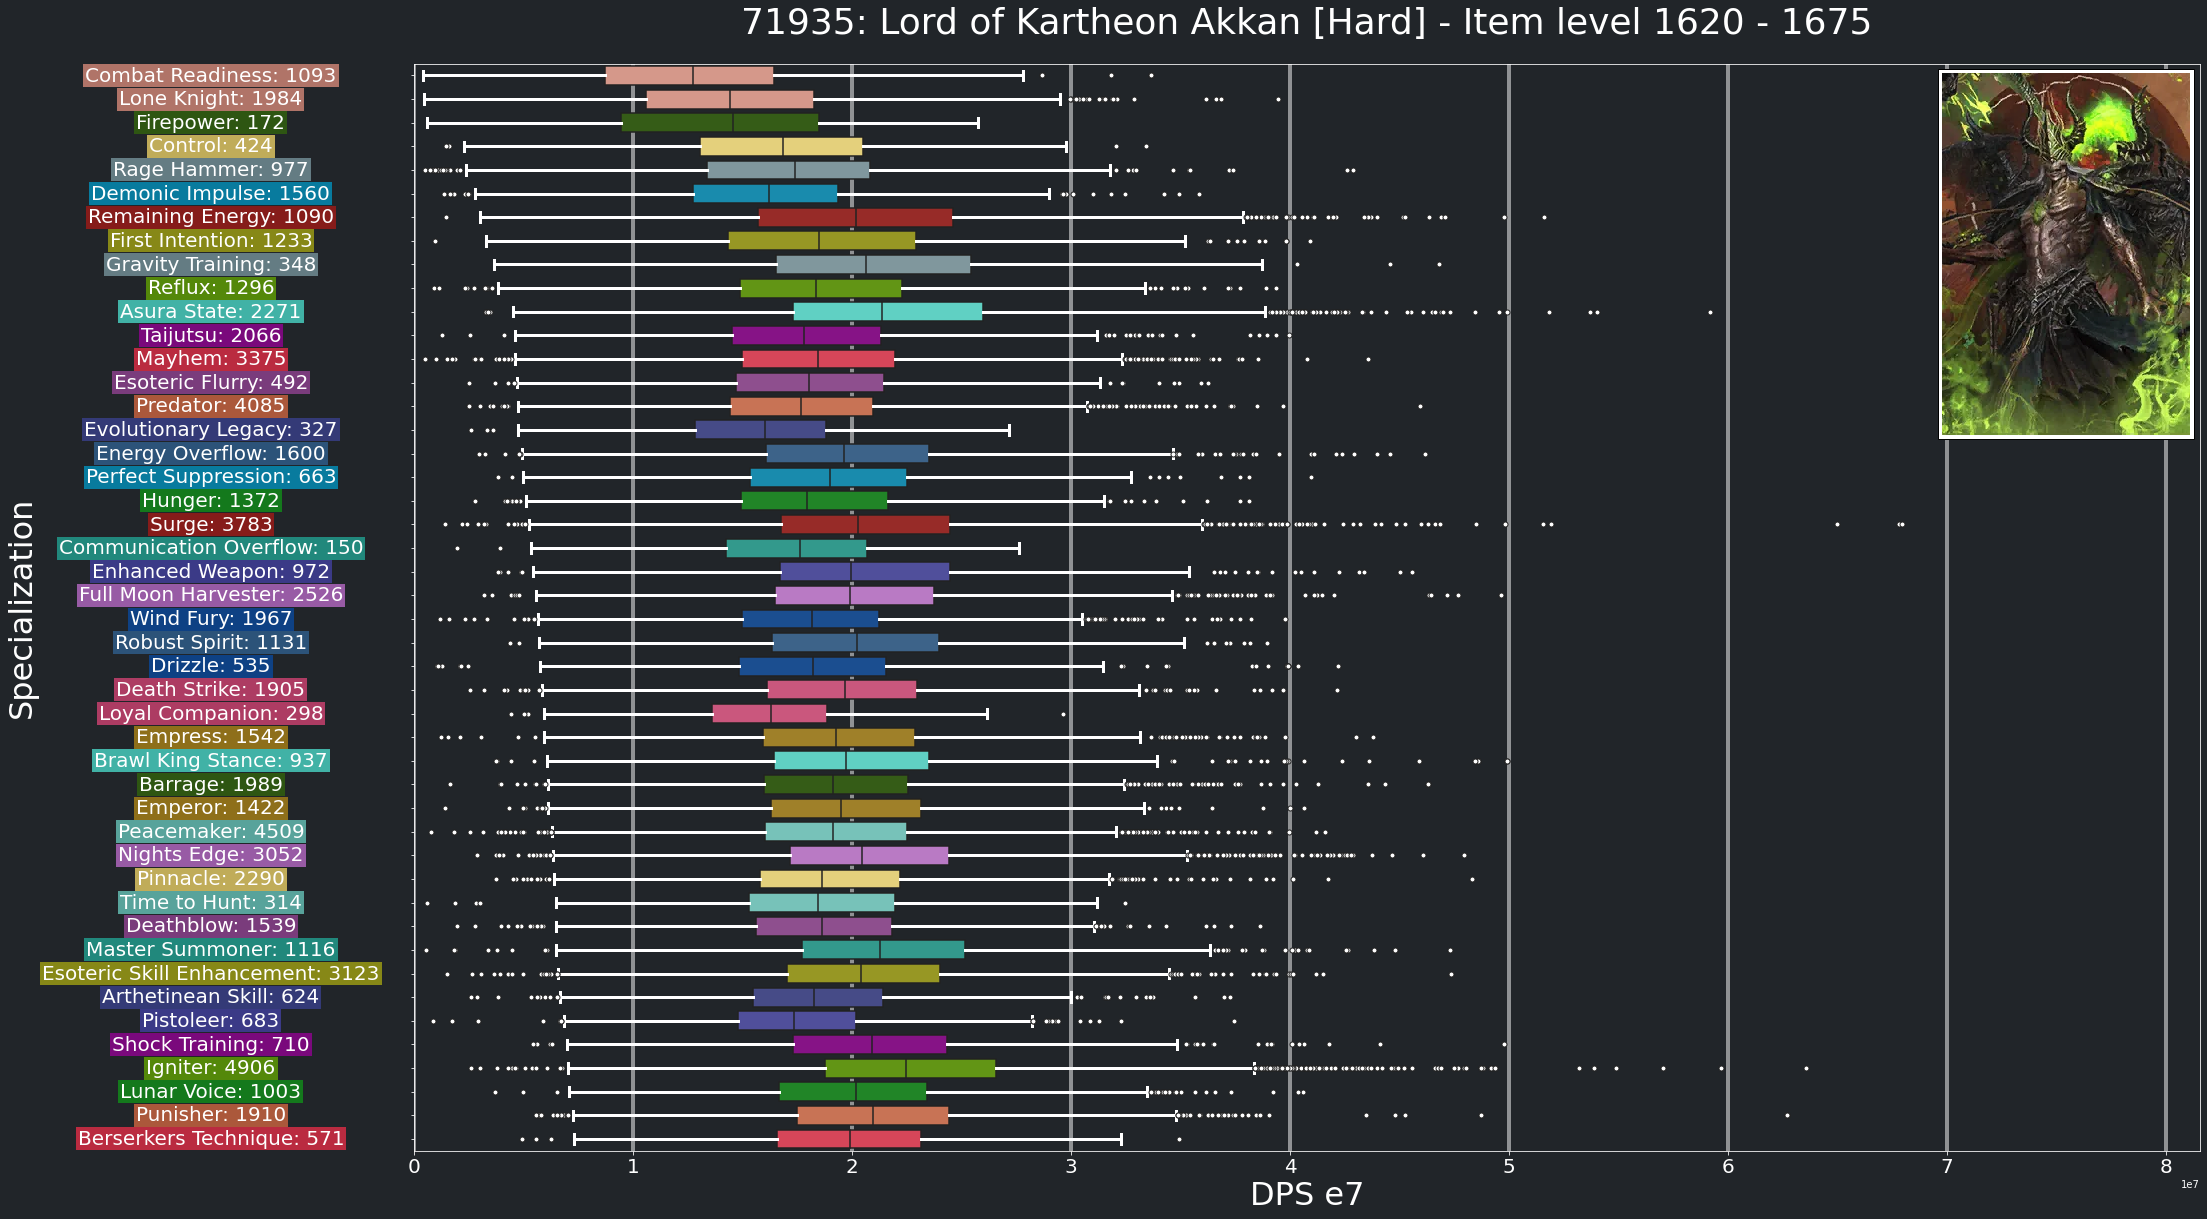 71935: Lord of Kartheon Akkan [Hard] - Item level 1620 - 1675
Specialization
Combat Readiness: 1093
Lone Knight: 1984
Firepower: 172
Control: 424
Rage Hammer: 977
Demonic Impulse: 1560
Remaining Energy: 1090
First Intention: 1233
Gravity Training: 348
Reflux: 1296
Asura State: 2271
Taijutsu: 2066
Mayhem: 3375
Esoteric Flurry: 492
Predator: 4085
Evolutionary Legacy: 327
Energy Overflow: 1600
Perfect Suppression: 663
Hunger: 1372
Surge: 3783
Communication Overflow: 150
Enhanced Weapon: 972
Full Moon Harvester: 2526
Wind Fury: 1967
Robust Spirit: 1131
Drizzle: 535
Death Strike: 1905
Loyal Companion: 298
Empress: 1542
Brawl King Stance: 937
Barrage: 1989
Emperor: 1422
Peacemaker: 4509
Nights Edge: 3052
Pinnacle: 2290
Time to Hunt: 314
Deathblow: 1539
Master Summoner: 1116
Esoteric Skill Enhancement: 3123
Arthetinean Skill: 624
Pistoleer: 683
Shock Training: 710
Igniter: 4906
Lunar Voice: 1003
Punisher: 1910
Berserkers Technique: 571
0 1 2 3 4 5 6 7 8
1e7
DPS e7